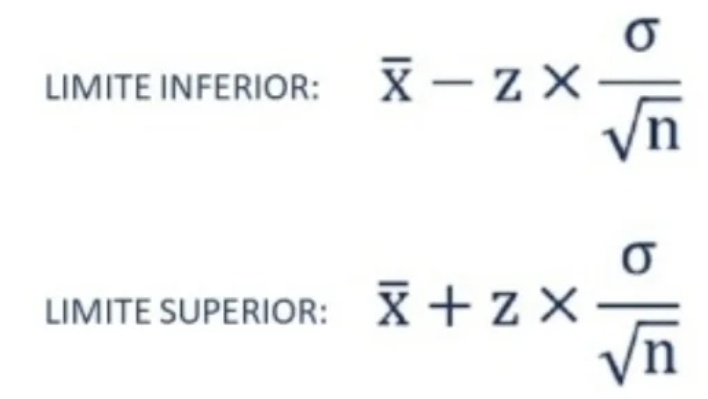 LIMITE INFERIOR: x̄ − z × σ/√n
LIMITE SUPERIOR: x̄ + z × σ/√n